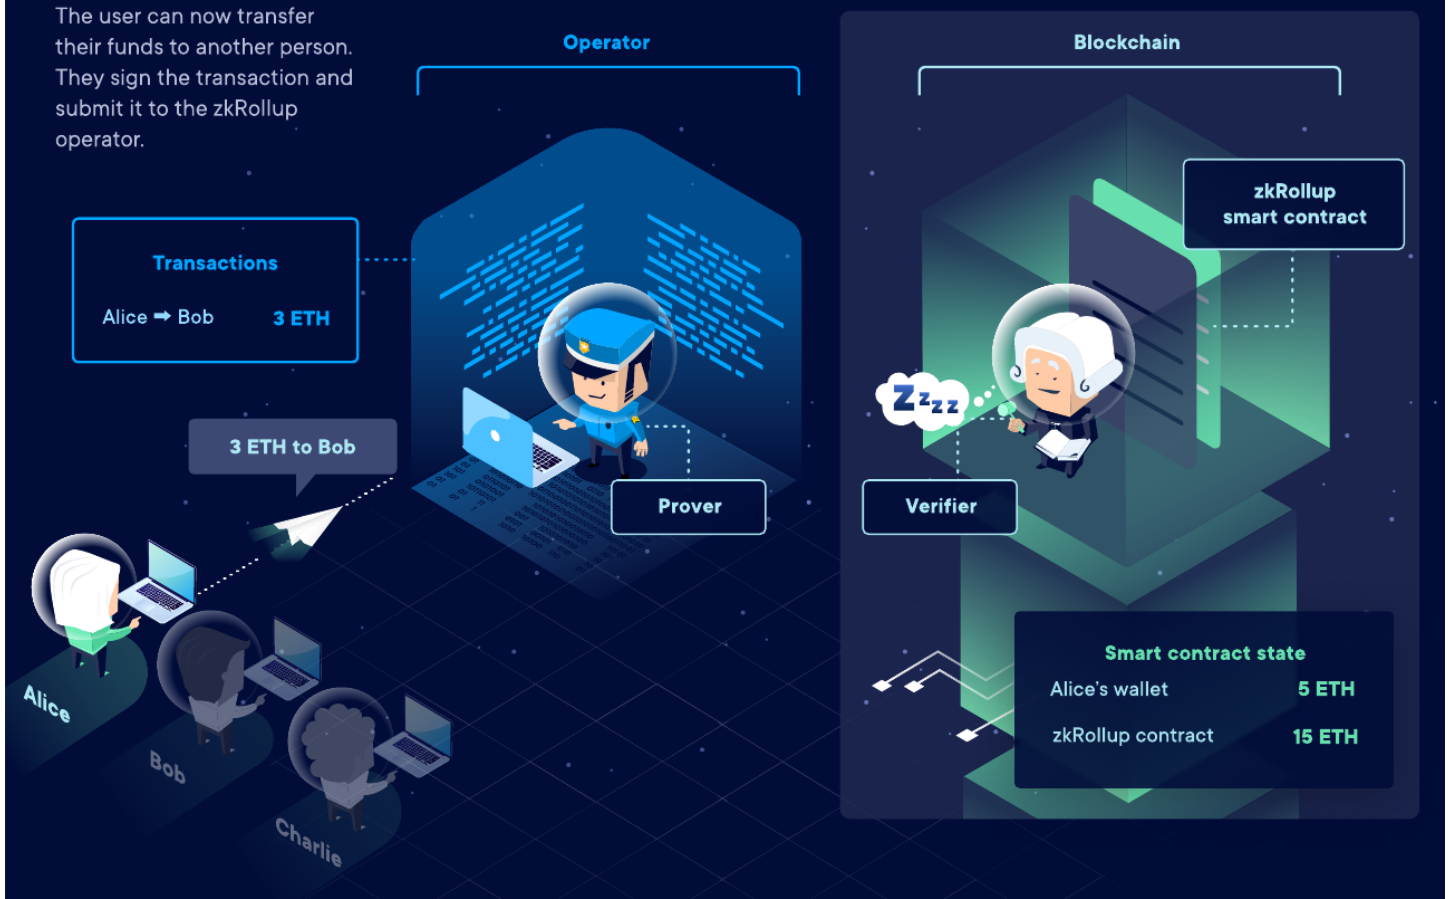 The user can now transfer
their funds to another person.
They sign the transaction and
submit it to the zkRollup
operator.
Operator
Blockchain
zkRollup
smart contract
Transactions
Alice ➡ Bob 3 ETH
3 ETH to Bob
Zzzz
Prover
Verifier
Alice
Bob
Charlie
Smart contract state
Alice's wallet 5 ETH
zkRollup contract 15 ETH